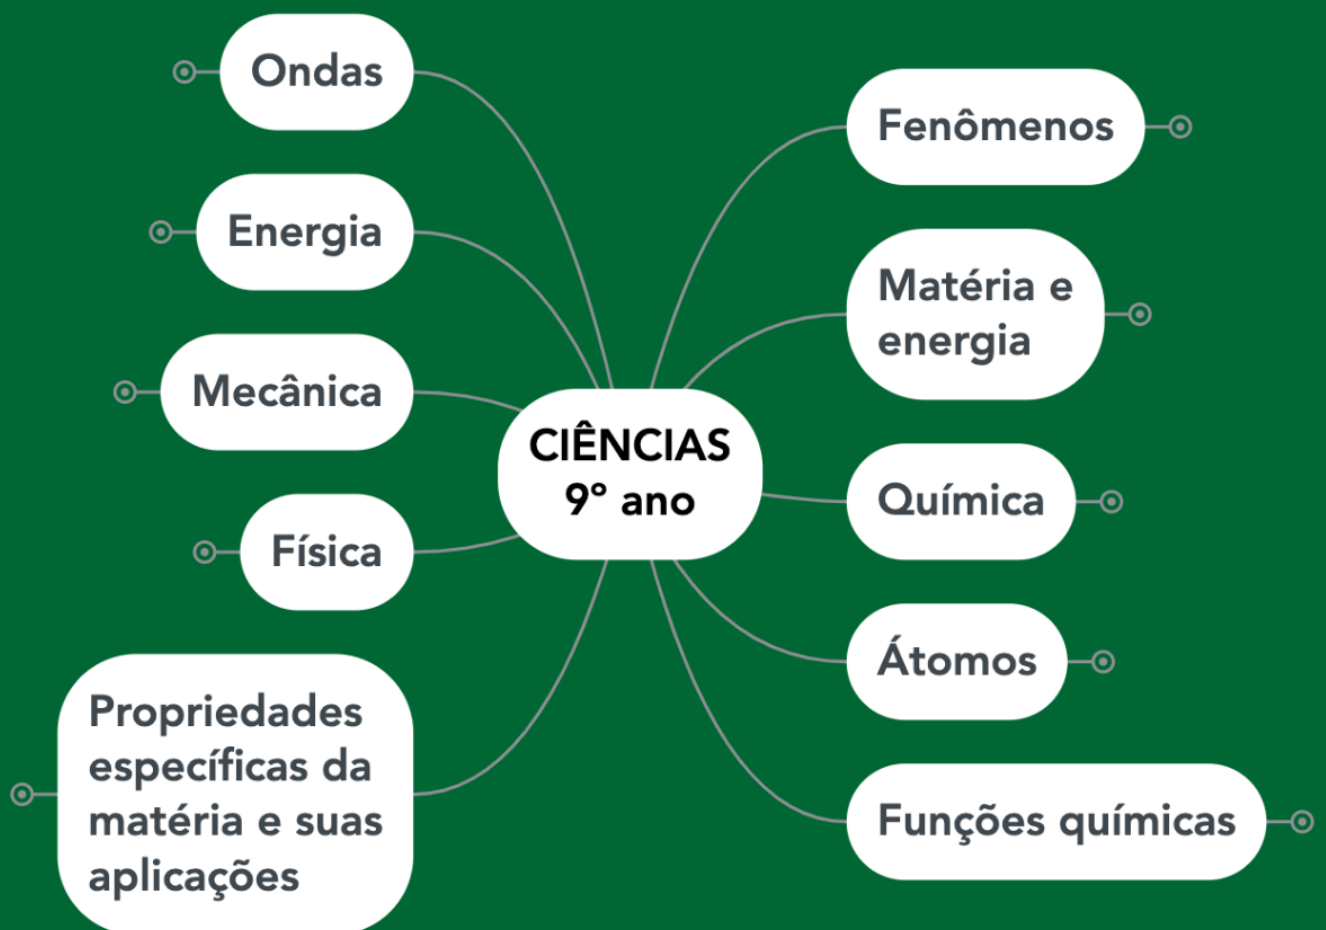 Ondas
Energia
Mecânica
Física
Propriedades
específicas da
matéria e suas
aplicações
CIÊNCIAS
9º ano
Fenômenos
Matéria e
energia
Química
Átomos
Funções químicas